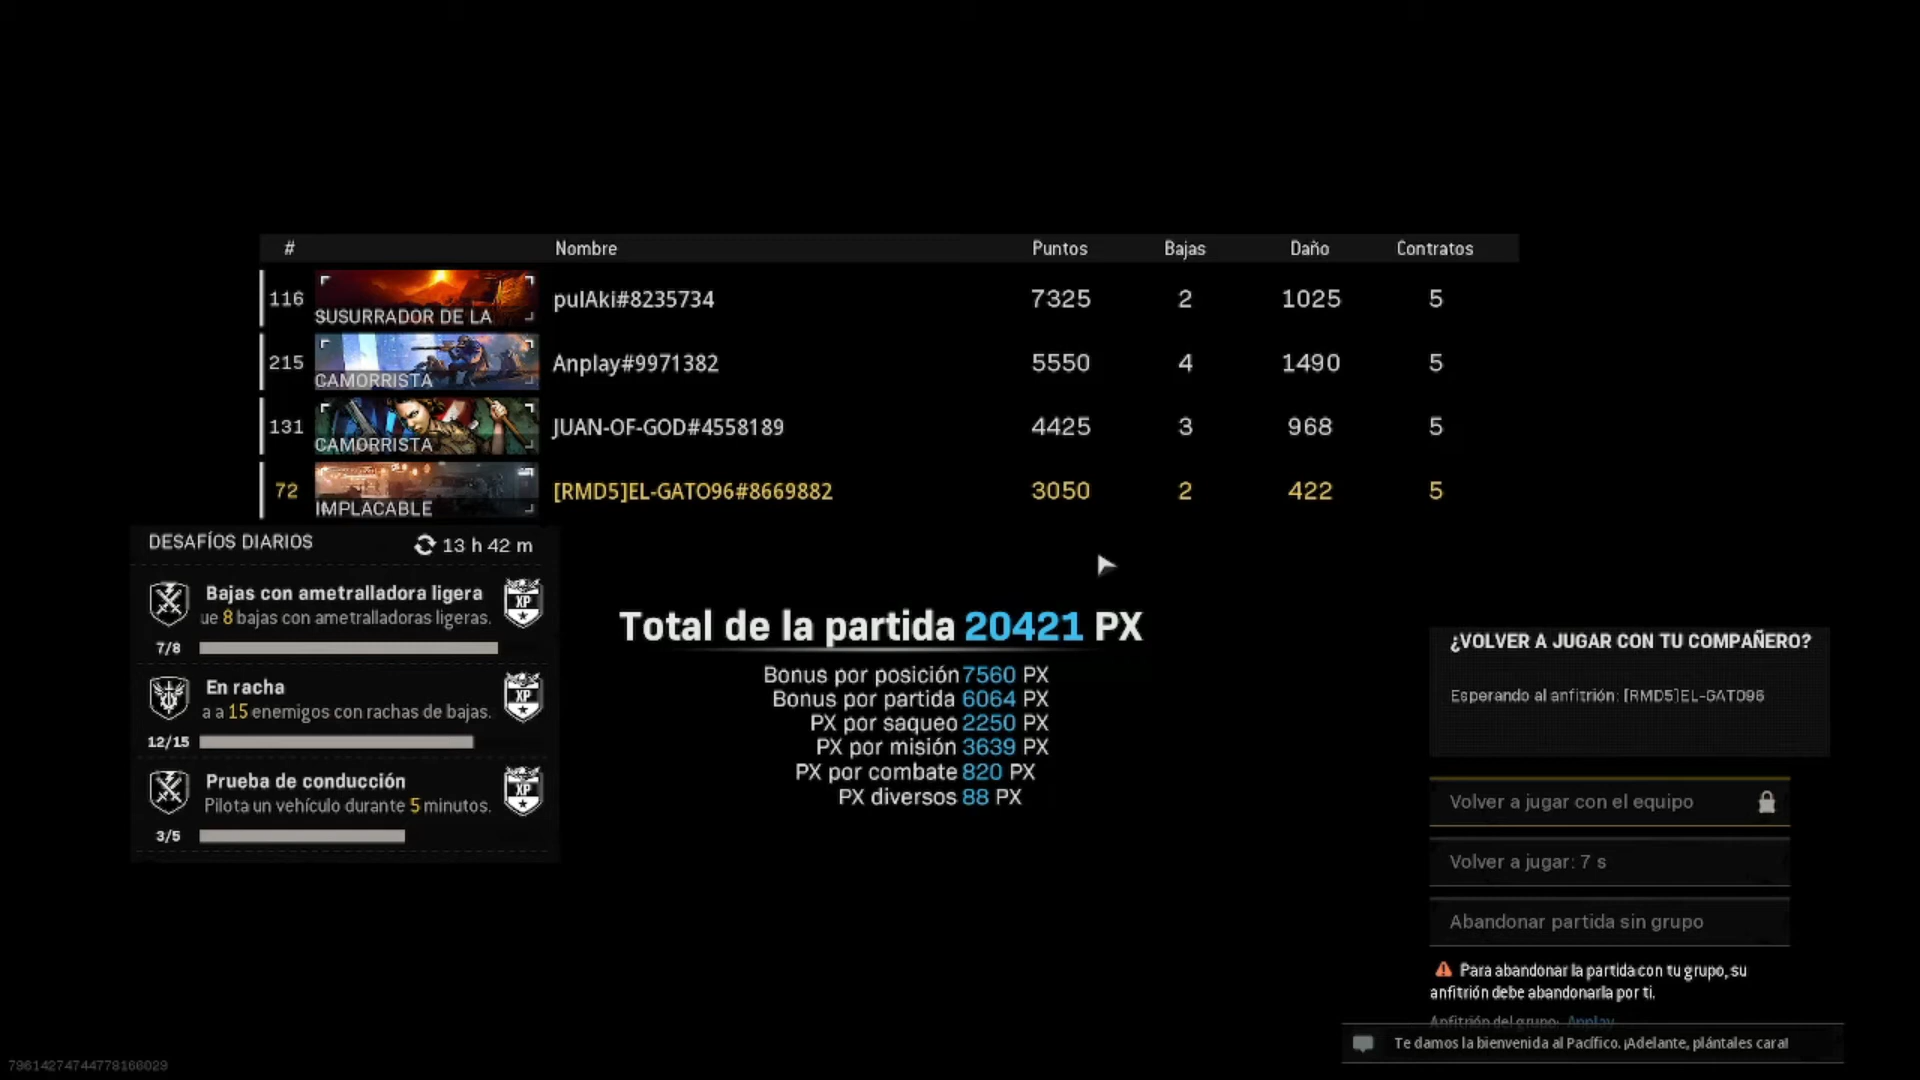 # Nombre Puntos Bajas Daño Contratos
116 SUSURRADOR DE LA pulAki#8235734 7325 2 1025 5
215 CAMORRISTA Anplay#9971382 5550 4 1490 5
131 CAMORRISTA JUAN-OF-GOD#4558189 4425 3 968 5
72 IMPLACABLE [RMD5]EL-GATO96#8669882 3050 2 422 5
DESAFÍOS DIARIOS 13 h 42 m
Bajas con ametralladora ligera
ue 8 bajas con ametralladoras ligeras.
XP
7/8
En racha
a a 15 enemigos con rachas de bajas.
XP
12/15
Prueba de conducción
Pilota un vehículo durante 5 minutos.
XP
3/5
Total de la partida 20421 PX
Bonus por posición 7560 PX
Bonus por partida 6064 PX
PX por saqueo 2250 PX
PX por misión 3639 PX
PX por combate 820 PX
PX diversos 88 PX
¿VOLVER A JUGAR CON TU COMPAÑERO?
Esperando al anfitrión: [RMD5]EL-GATO96
Volver a jugar con el equipo
Volver a jugar: 7 s
Abandonar partida sin grupo
Para abandonar la partida con tu grupo, su
anfitrión debe abandonarla por ti.
Anfitrión del grupo: Anplay
Te damos la bienvenida al Pacífico. ¡Adelante, plántales cara!
79614274744778166029